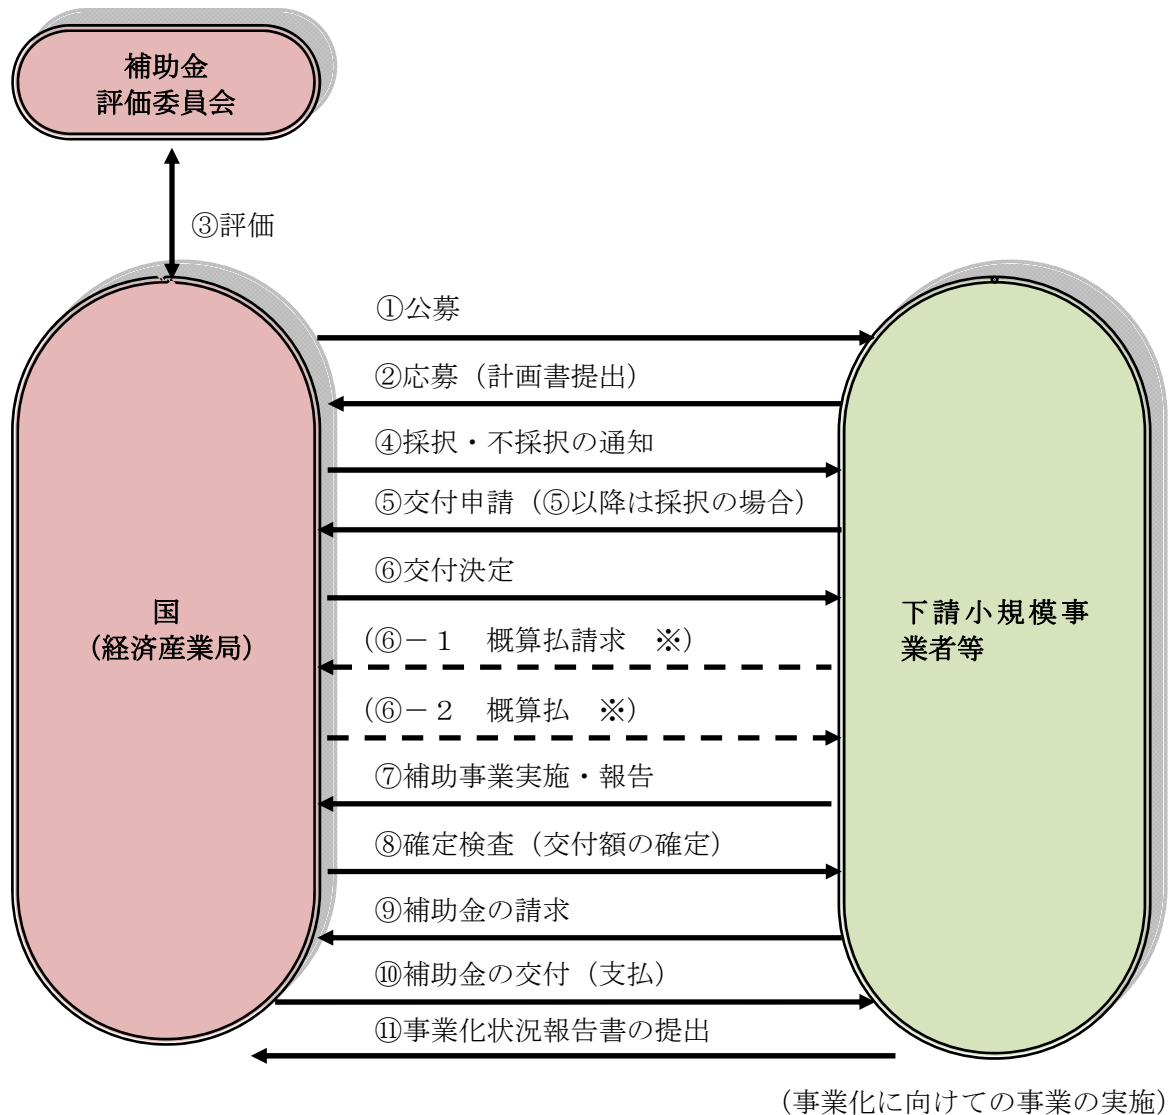 補助金
評価委員会
③評価
①公募
②応募（計画書提出）
④採択・不採択の通知
⑤交付申請（⑤以降は採択の場合）
⑥交付決定
国
（経済産業局）
下請小規模事
業者等
（⑥－１　概算払請求　※）
（⑥－２　概算払　※）
⑦補助事業実施・報告
⑧確定検査（交付額の確定）
⑨補助金の請求
⑩補助金の交付（支払）
⑪事業化状況報告書の提出
（事業化に向けての事業の実施）